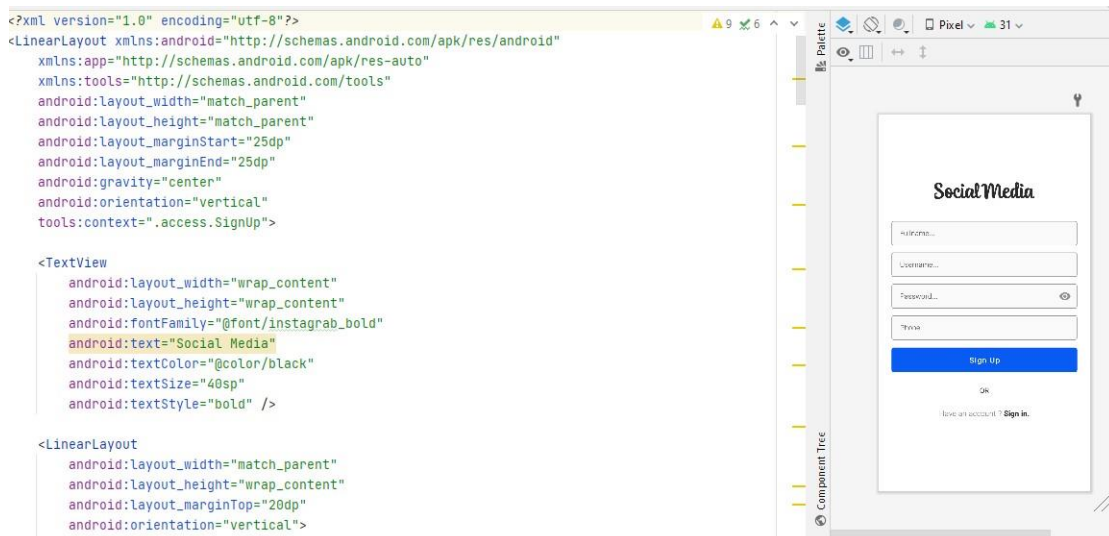 <?xml version="1.0" encoding="utf-8"?>
9 6
<LinearLayout xmlns:android="http://schemas.android.com/apk/res/android"
xmlns:app="http://schemas.android.com/apk/res-auto"
xmlns:tools="http://schemas.android.com/tools"
android:layout_width="match_parent"
android:layout_height="match_parent"
android:layout_marginStart="25dp"
android:layout_marginEnd="25dp"
android:gravity="center"
android:orientation="vertical"
tools:context=".access.SignUp">
<TextView
android:layout_width="wrap_content"
android:layout_height="wrap_content"
android:fontFamily="@font/instagrab_bold"
android:text="Social Media"
android:textColor="@color/black"
android:textSize="40sp"
android:textStyle="bold" />
<LinearLayout
android:layout_width="match_parent"
android:layout_height="wrap_content"
android:layout_marginTop="20dp"
android:orientation="vertical">
Palette
Component Tree
Pixel 31
Social Media
Fullname...
Username...
Password...
Phone
Sign Up
OR
Have an account ? Sign in.